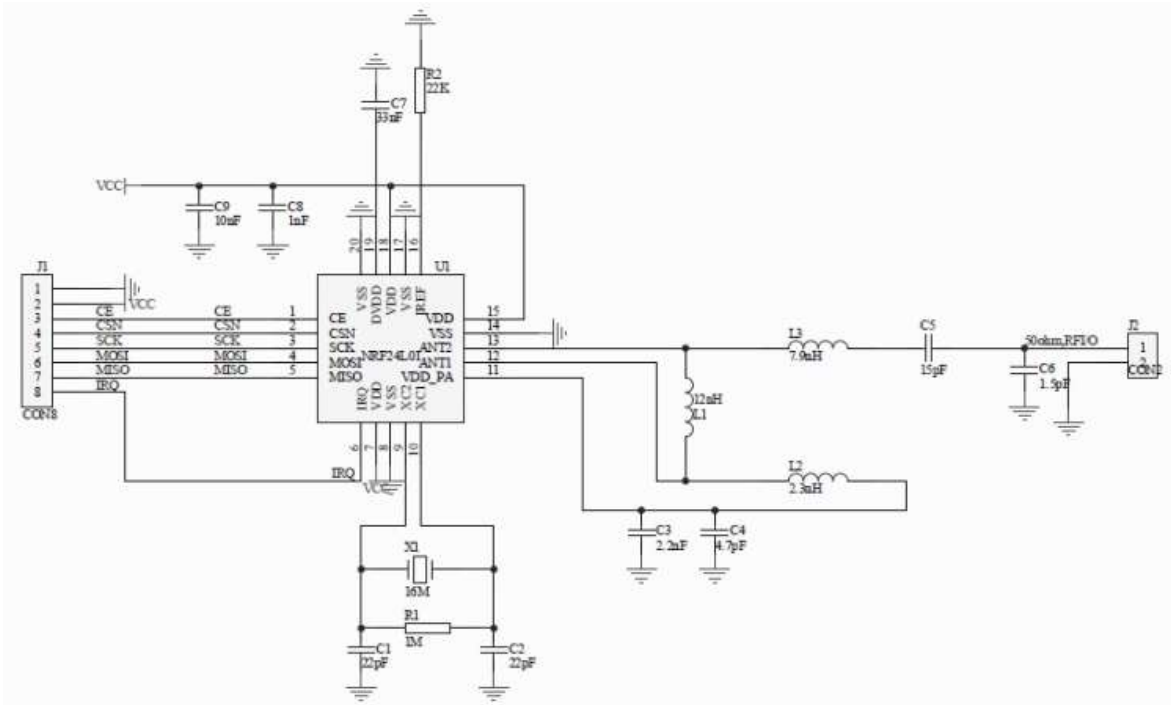 R2
22K
C7
33nF
VCC
C9
10nF
C8
1nF
20
19
18
17
16
J1
U1
VSS
DVDD
VDD
VSS
IREF
1
2
3
4
5
6
7
8
CON8
VCC
CE
CSN
SCK
MOSI
MISO
IRQ
CE
CSN
SCK
MOSI
MISO
1
2
3
4
5
CE
CSN
SCK
MOSI
MISO
NRF24L01
VDD
VSS
ANT2
ANT1
VDD_PA
15
14
13
12
11
IRQ
VDD
VSS
XC2
XC1
6
7
8
9
10
IRQ
VCC
L3
7.9nH
C5
15pF
50ohm,RFI/O
J2
1
2
CON2
C6
1.5pF
12nH
L1
L2
2.3nH
C3
2.2nF
C4
4.7pF
X1
16M
R1
1M
C1
22pF
C2
22pF